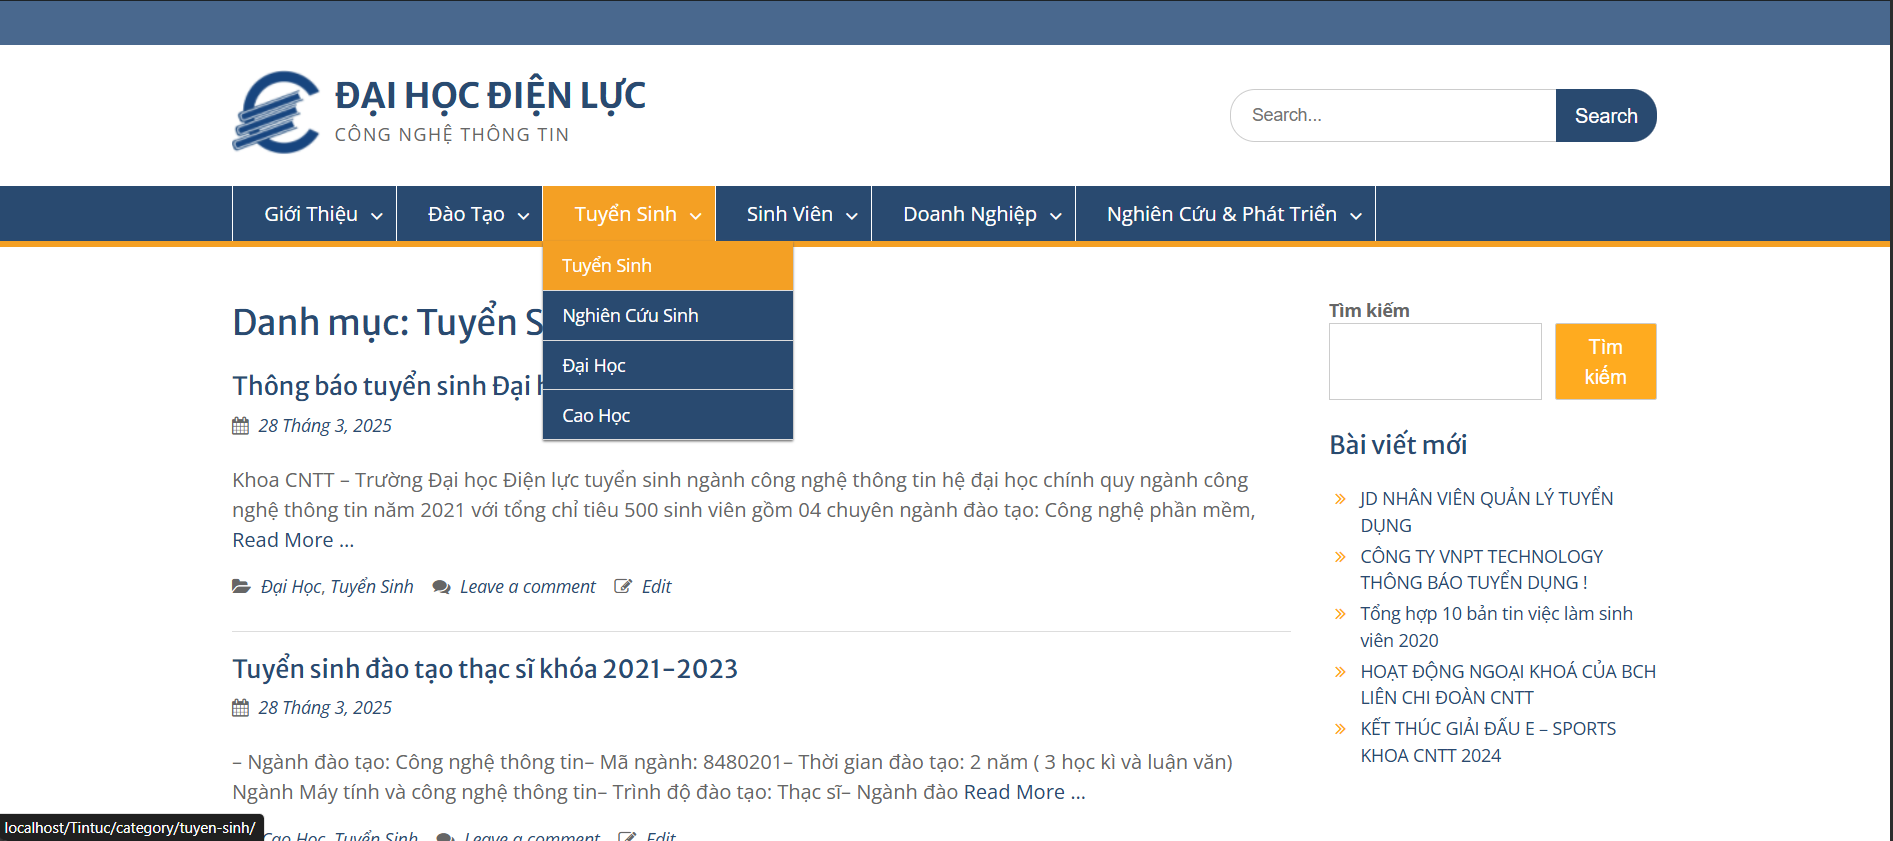 ĐẠI HỌC ĐIỆN LỰC
CÔNG NGHỆ THÔNG TIN
Search...
Search
Giới Thiệu
Đào Tạo
Tuyển Sinh
Sinh Viên
Doanh Nghiệp
Nghiên Cứu & Phát Triển
Tuyển Sinh
Nghiên Cứu Sinh
Đại Học
Cao Học
Danh mục: Tuyển S
Thông báo tuyển sinh Đại h
28 Tháng 3, 2025
Khoa CNTT – Trường Đại học Điện lực tuyển sinh ngành công nghệ thông tin hệ đại học chính quy ngành công
nghệ thông tin năm 2021 với tổng chỉ tiêu 500 sinh viên gồm 04 chuyên ngành đào tạo: Công nghệ phần mềm,
Read More ...
Đại Học, Tuyển Sinh Leave a comment Edit
Tuyển sinh đào tạo thạc sĩ khóa 2021-2023
28 Tháng 3, 2025
– Ngành đào tạo: Công nghệ thông tin– Mã ngành: 8480201– Thời gian đào tạo: 2 năm ( 3 học kì và luận văn)
Ngành Máy tính và công nghệ thông tin– Trình độ đào tạo: Thạc sĩ– Ngành đào Read More ...
Cao Học, Tuyển Sinh Leave a comment Edit
Tìm kiếm
Tìm
kiếm
Bài viết mới
JD NHÂN VIÊN QUẢN LÝ TUYỂN
DỤNG
CÔNG TY VNPT TECHNOLOGY
THÔNG BÁO TUYỂN DỤNG !
Tổng hợp 10 bản tin việc làm sinh
viên 2020
HOẠT ĐỘNG NGOẠI KHOÁ CỦA BCH
LIÊN CHI ĐOÀN CNTT
KẾT THÚC GIẢI ĐẤU E – SPORTS
KHOA CNTT 2024
localhost/Tintuc/category/tuyen-sinh/